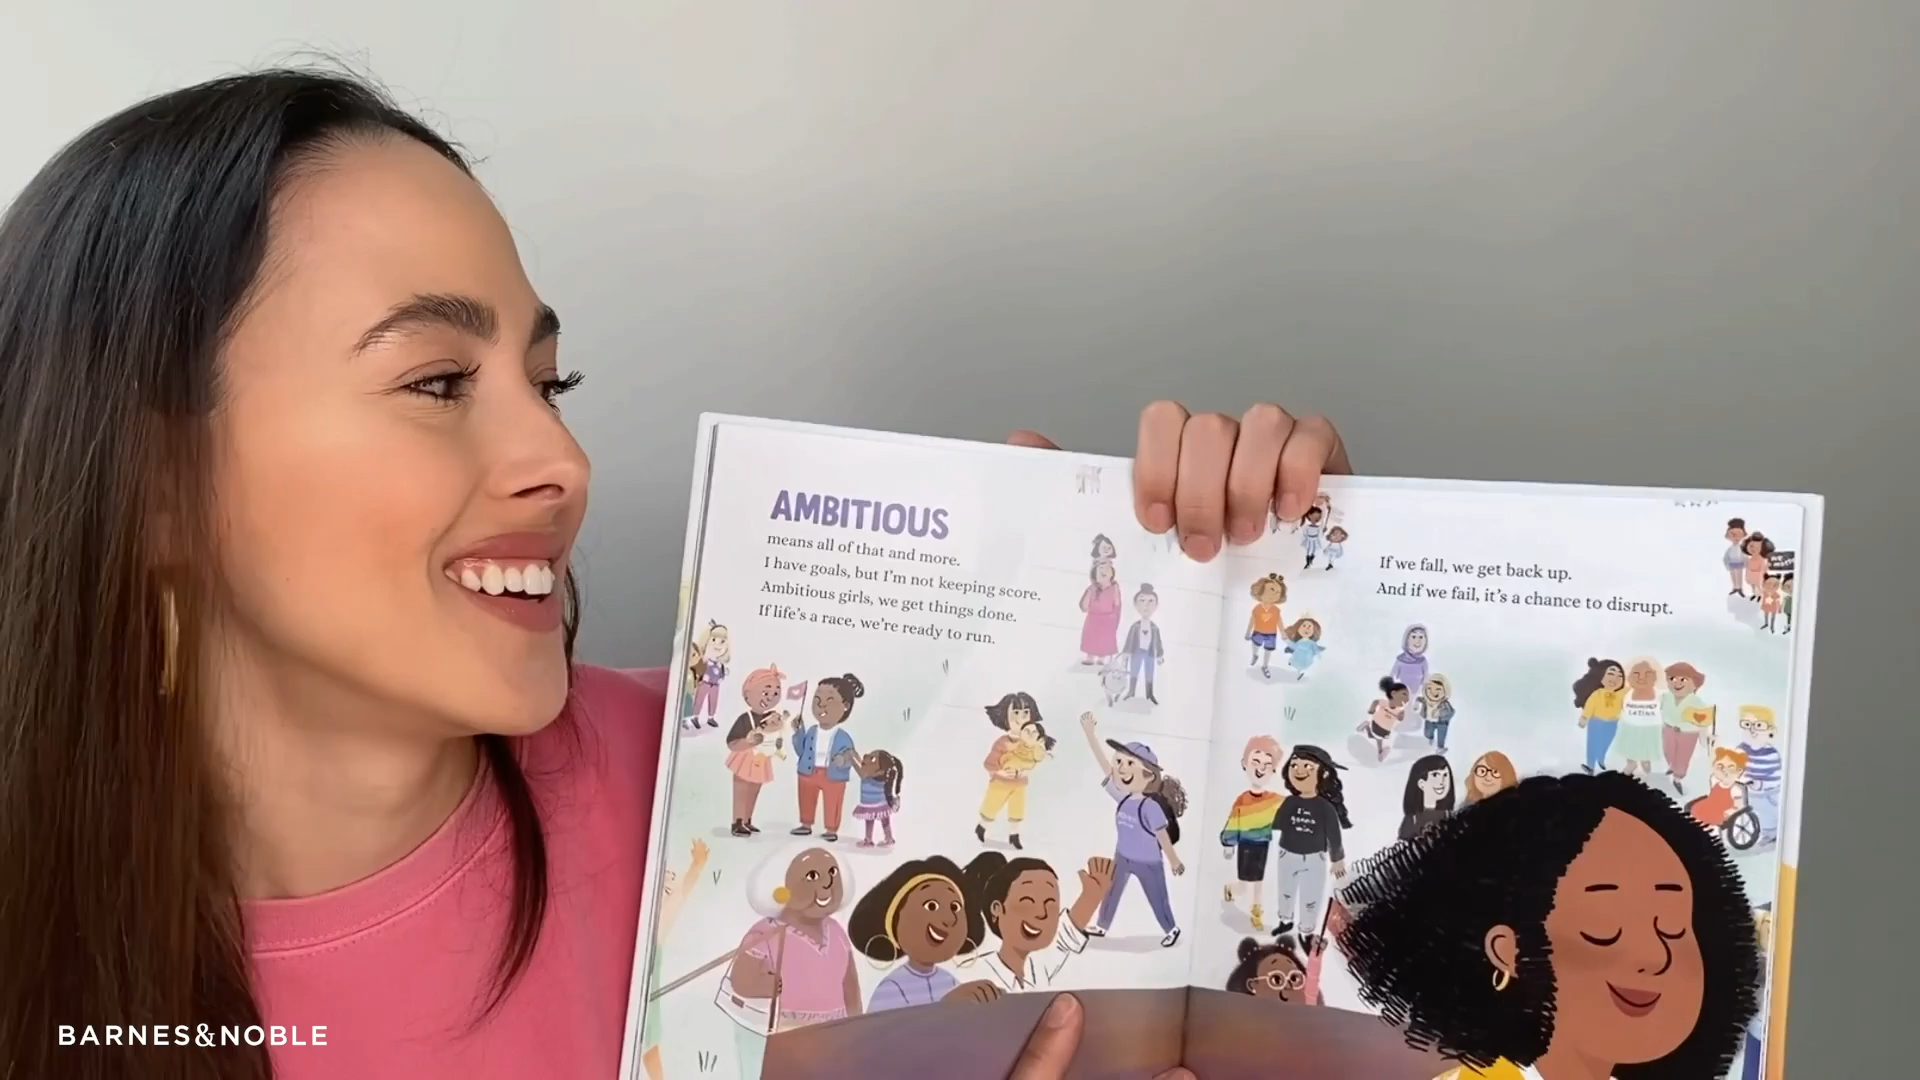 AMBITIOUS
means all of that and more.
I have goals, but I'm not keeping score.
Ambitious girls, we get things done.
If life's a race, we're ready to run.
If we fall, we get back up.
And if we fail, it's a chance to disrupt.
I'm
gonna
win.
BARNES&NOBLE